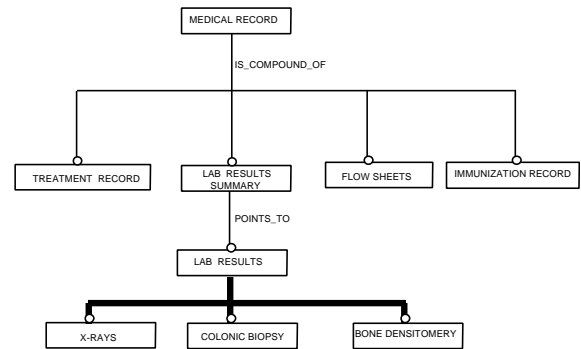 MEDICAL RECORD
IS_COMPOUND_OF
TREATMENT RECORD
LAB RESULTS
SUMMARY
FLOW SHEETS
IMMUNIZATION RECORD
POINTS_TO
LAB RESULTS
X-RAYS
COLONIC BIOPSY
BONE DENSITOMERY